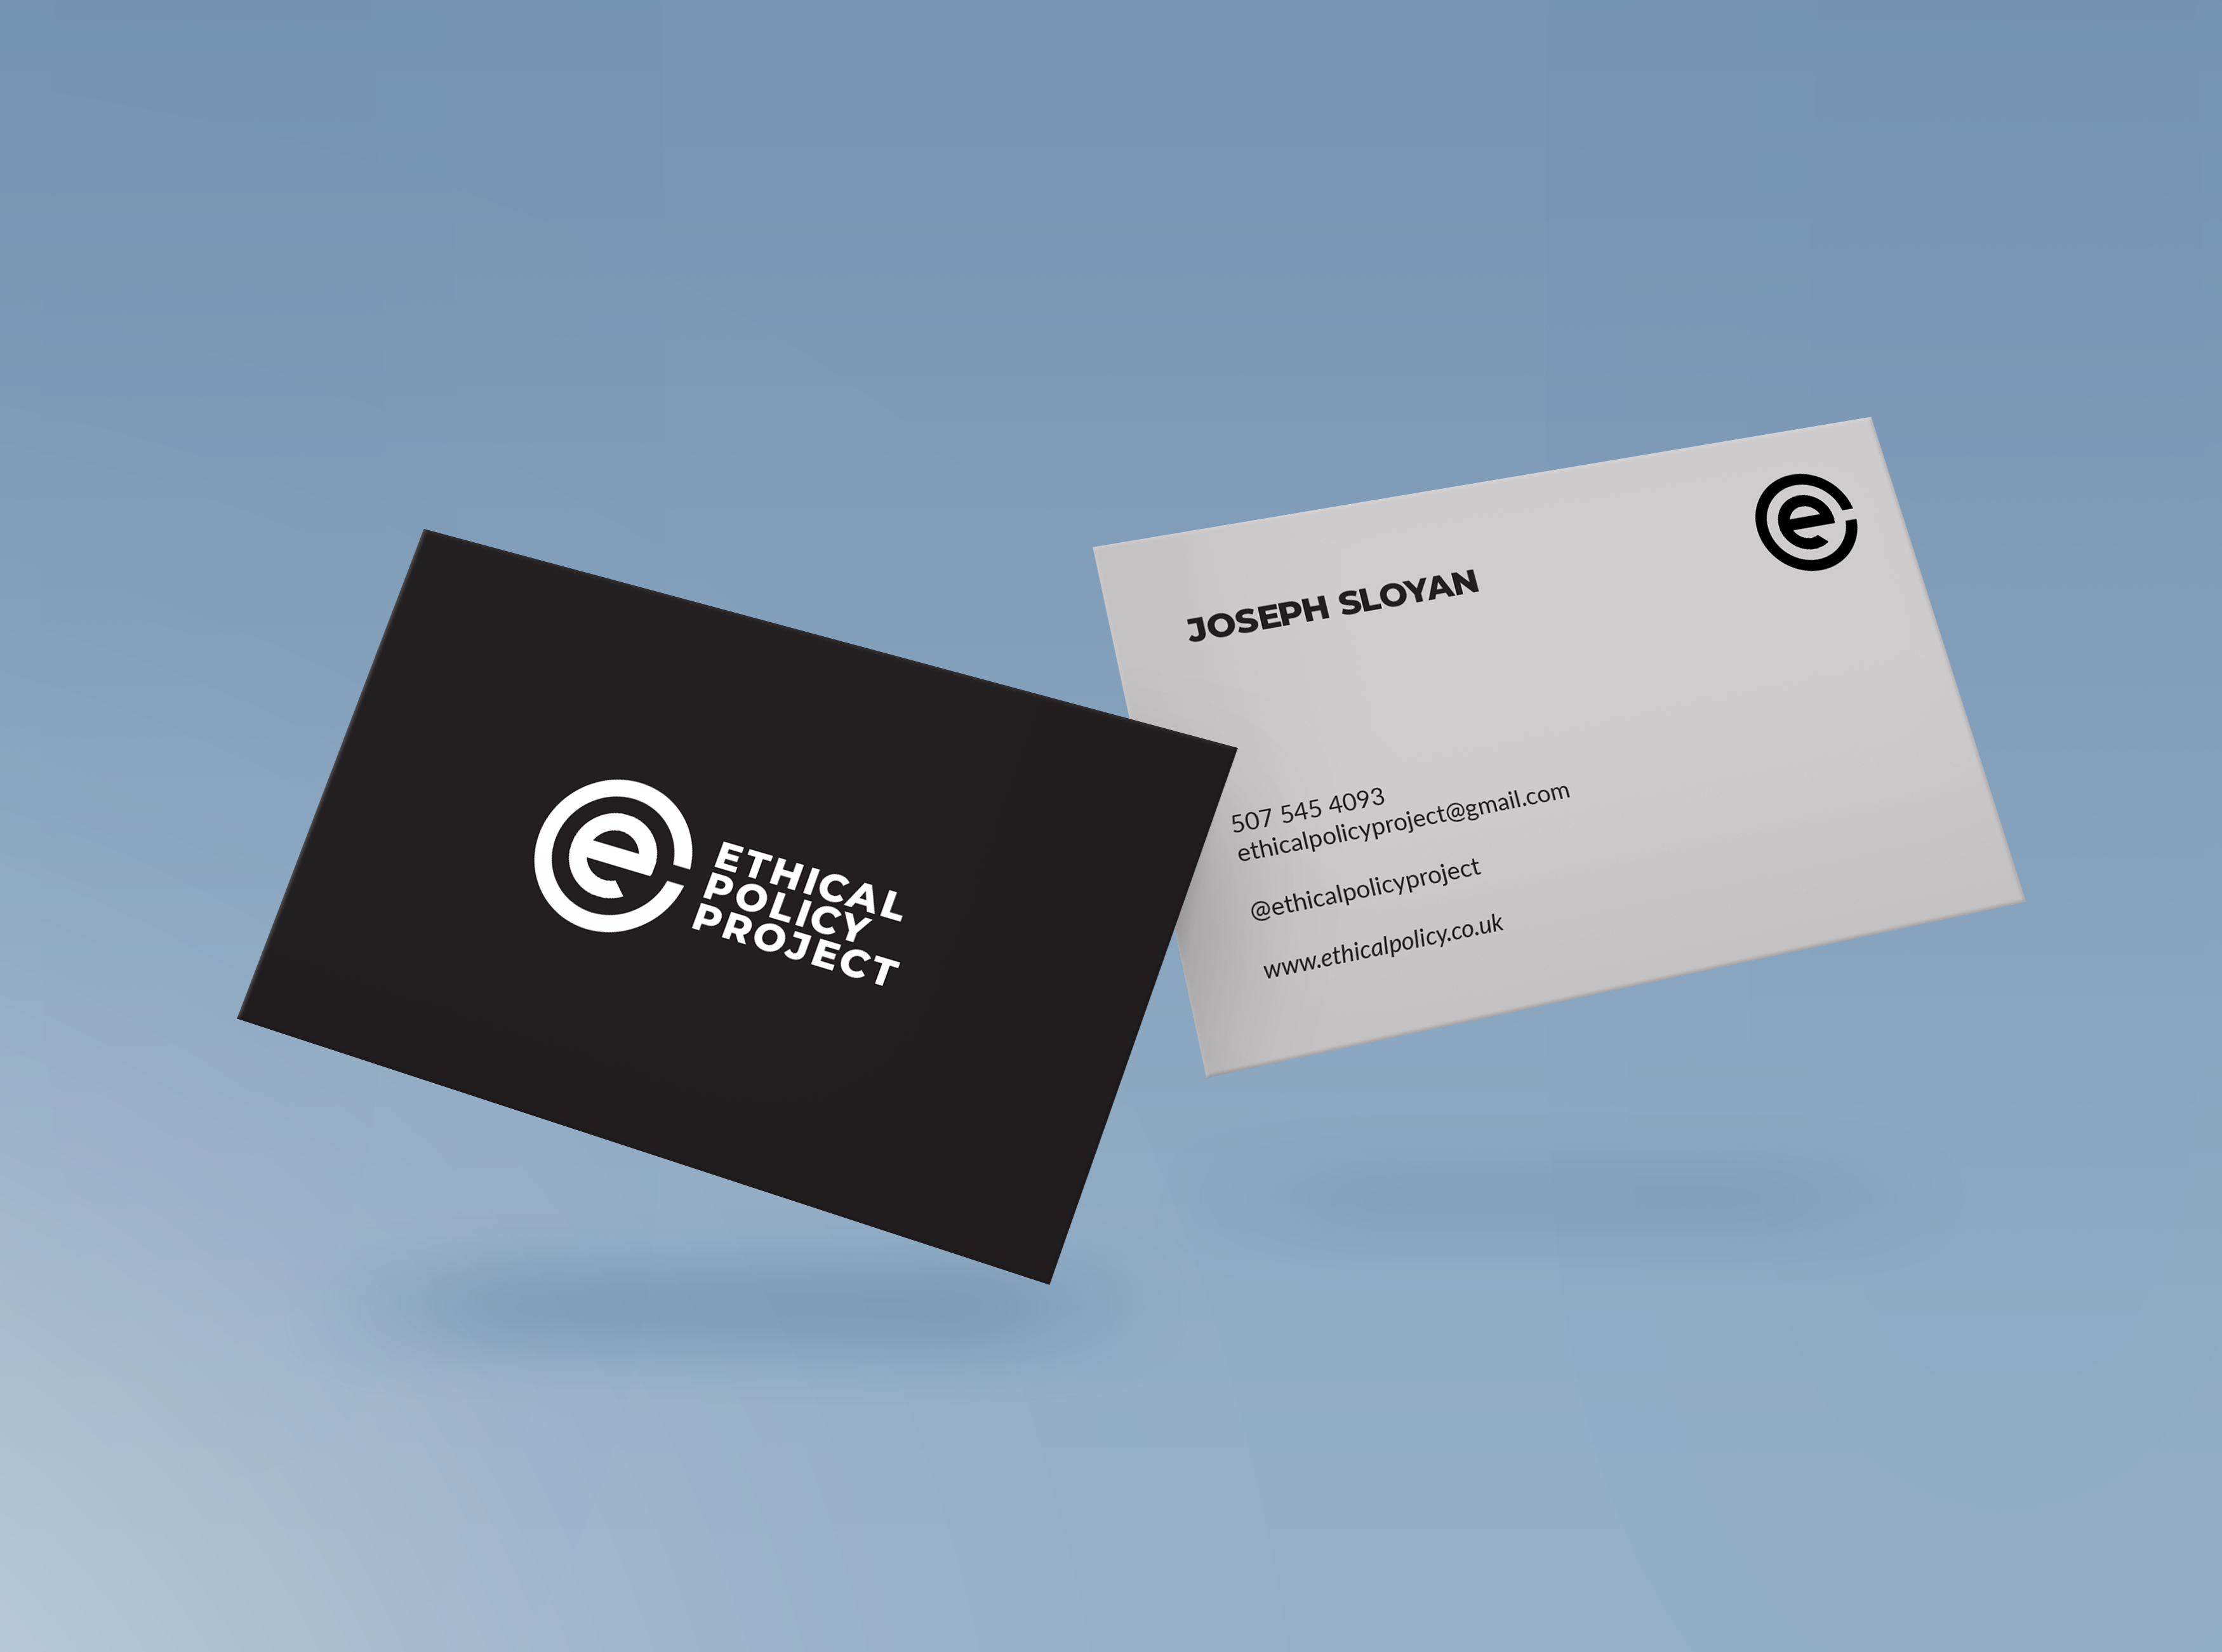 ETHICAL
POLICY
PROJECT
JOSEPH SLOYAN
507 545 4093
ethicalpolicyproject@gmail.com
@ethicalpolicyproject
www.ethicalpolicy.co.uk